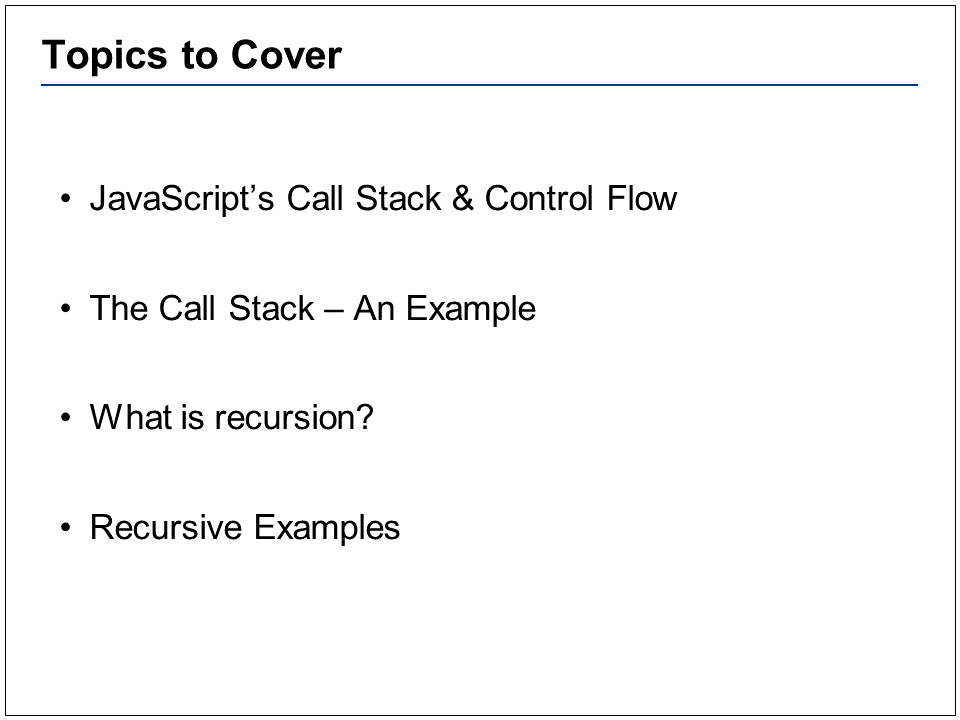 Topics to Cover
• JavaScript’s Call Stack & Control Flow
• The Call Stack – An Example
• What is recursion?
• Recursive Examples